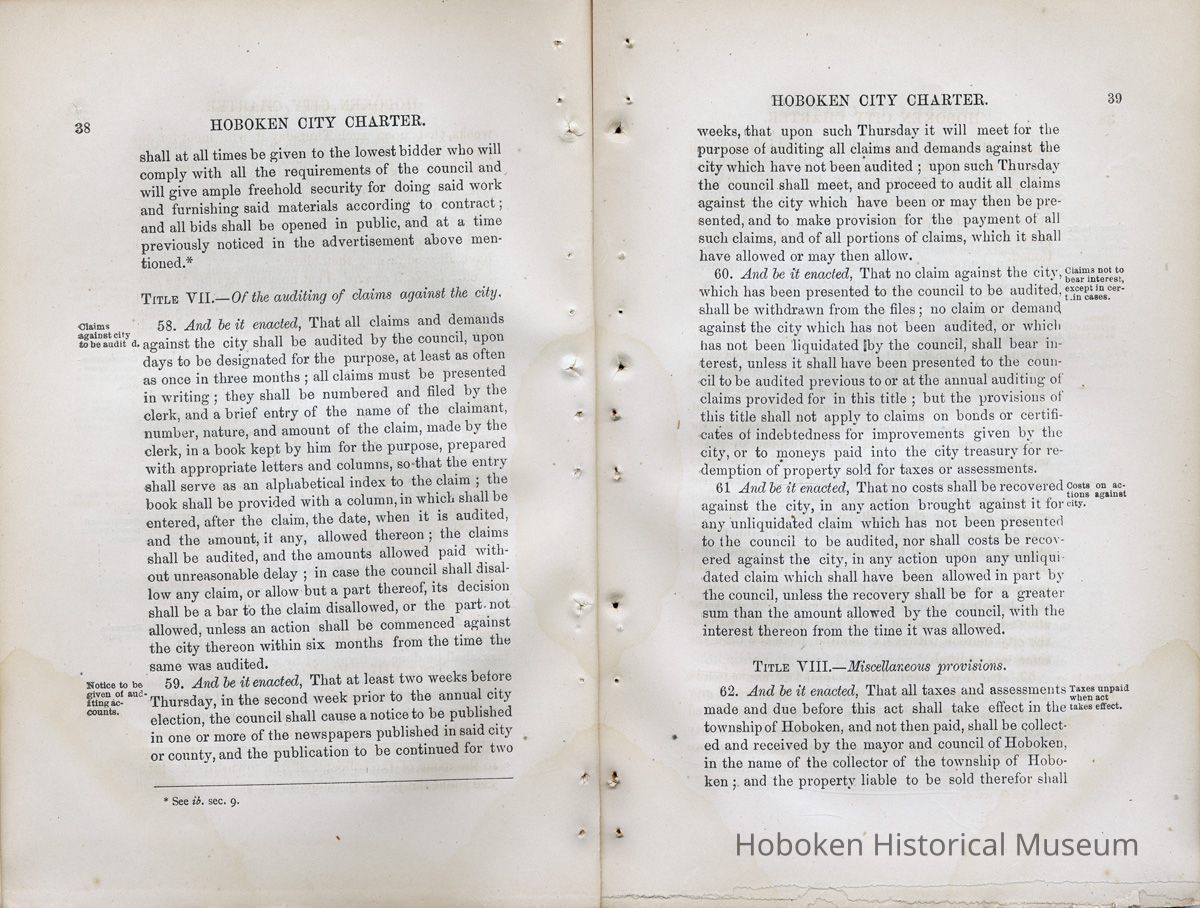 38
HOBOKEN CITY CHARTER.
shall at all times be given to the lowest bidder who will
comply with all the requirements of the council and
will give ample freehold security for doing said work
and furnishing said materials according to contract;
and all bids shall be opened in public, and at a time
previously noticed in the advertisement above men-
tioned.*
TITLE VII.—Of the auditing of claims against the city.
Claims
against city
to be audit d.
58. And be it enacted, That all claims and demands
against the city shall be audited by the council, upon
days to be designated for the purpose, at least as often
as once in three months ; all claims must be presented
in writing ; they shall be numbered and filed by the
clerk, and a brief entry of the name of the claimant,
number, nature, and amount of the claim, made by the
clerk, in a book kept by him for the purpose, prepared
with appropriate letters and columns, so that the entry
shall serve as an alphabetical index to the claim ; the
book shall be provided with a column, in which shall be
entered, after the claim, the date, when it is audited,
and the amount, it any, allowed thereon ; the claims
shall be audited, and the amounts allowed paid with-
out unreasonable delay ; in case the council shall disal-
low any claim, or allow but a part thereof, its decision
shall be a bar to the claim disallowed, or the part not
allowed, unless an action shall be commenced against
the city thereon within six months from the time the
same was audited.
Notice to be
given of aud-
iting ac-
counts.
59. And be it enacted, That at least two weeks before
Thursday, in the second week prior to the annual city
election, the council shall cause a notice to be published
in one or more of the newspapers published in said city
or county, and the publication to be continued for two
* See ib. sec. 9.
HOBOKEN CITY CHARTER.
39
weeks, that upon such Thursday it will meet for the
purpose of auditing all claims and demands against the
city which have not been audited ; upon such Thursday
the council shall meet, and proceed to audit all claims
against the city which have been or may then be pre-
sented, and to make provision for the payment of all
such claims, and of all portions of claims, which it shall
have allowed or may then allow.
60. And be it enacted, That no claim against the city,
which has been presented to the council to be audited,
shall be withdrawn from the files ; no claim or demand
against the city which has not been audited, or which
has not been liquidated by the council, shall bear in-
terest, unless it shall have been presented to the coun-
cil to be audited previous to or at the annual auditing of
claims provided for in this title ; but the provisions of
this title shall not apply to claims on bonds or certifi-
cates of indebtedness for improvements given by the
city, or to moneys paid into the city treasury for re-
demption of property sold for taxes or assessments.
Claims not to
bear interest,
except in cer-
t.in cases.
61 And be it enacted, That no costs shall be recovered
against the city, in any action brought against it for
any unliquidated claim which has not been presented
to the council to be audited, nor shall costs be recov-
ered against the city, in any action upon any unliqui
dated claim which shall have been allowed in part by
the council, unless the recovery shall be for a greater
sum than the amount allowed by the council, with the
interest thereon from the time it was allowed.
Costs on ac-
tions against
city.
TITLE VIII.—Miscellaneous provisions.
62. And be it enacted, That all taxes and assessments
made and due before this act shall take effect in the
township of Hoboken, and not then paid, shall be collect-
ed and received by the mayor and council of Hoboken,
in the name of the collector of the township of Hobo-
ken ; and the property liable to be sold therefor shall
Taxes unpaid
when act
takes effect.
Hoboken Historical Museum